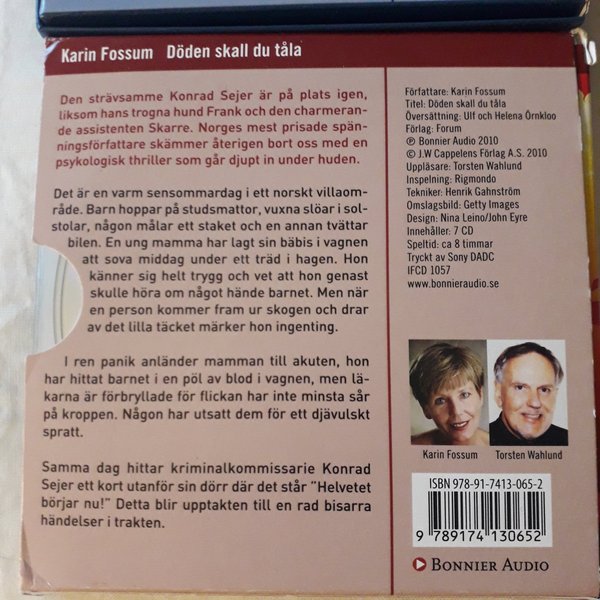 Karin Fossum Döden skall du tåla
Den strävsamme Konrad Sejer är på plats igen,
liksom hans trogna hund Frank och den charmeran-
de assistenten Skarre. Norges mest prisade spän-
ningsförfattare skämmer återigen bort oss med en
psykologisk thriller som går djupt in under huden.
Det är en varm sensommardag i ett norskt villaom-
råde. Barn hoppar på studsmattor, vuxna slöar i sol-
stolar, någon målar ett staket och en annan tvättar
bilen. En ung mamma har lagt sin bäbis i vagnen
att sova middag under ett träd i hagen. Hon
känner sig helt trygg och vet att hon genast
skulle höra om något hände barnet. Men när
en person kommer fram ur skogen och drar
av det lilla täcket märker hon ingenting.
I ren panik anländer mamman till akuten, hon
har hittat barnet i en pöl av blod i vagnen, men lä-
karna är förbryllade för flickan har inte minsta sår
på kroppen. Någon har utsatt dem för ett djävulskt
spratt.
Samma dag hittar kriminalkommissarie Konrad
Sejer ett kort utanför sin dörr där det står "Helvetet
börjar nu!" Detta blir upptakten till en rad bisarra
händelser i trakten.
Författare: Karin Fossum
Titel: Döden skall du tåla
Översättning: Ulf och Helena Örnkloo
Förlag: Forum
℗ Bonnier Audio 2010
© J.W Cappelens Förlag A.S. 2010
Uppläsare: Torsten Wahlund
Inspelning: Rigmondo
Tekniker: Henrik Gahnström
Omslagsbild: Getty Images
Design: Nina Leino/John Eyre
Innehåller: 7 CD
Speltid: ca 8 timmar
Tryckt av Sony DADC
IFCD 1057
www.bonnieraudio.se
Karin Fossum Torsten Wahlund
ISBN 978-91-7413-065-2
9 789174 130652
BONNIER AUDIO